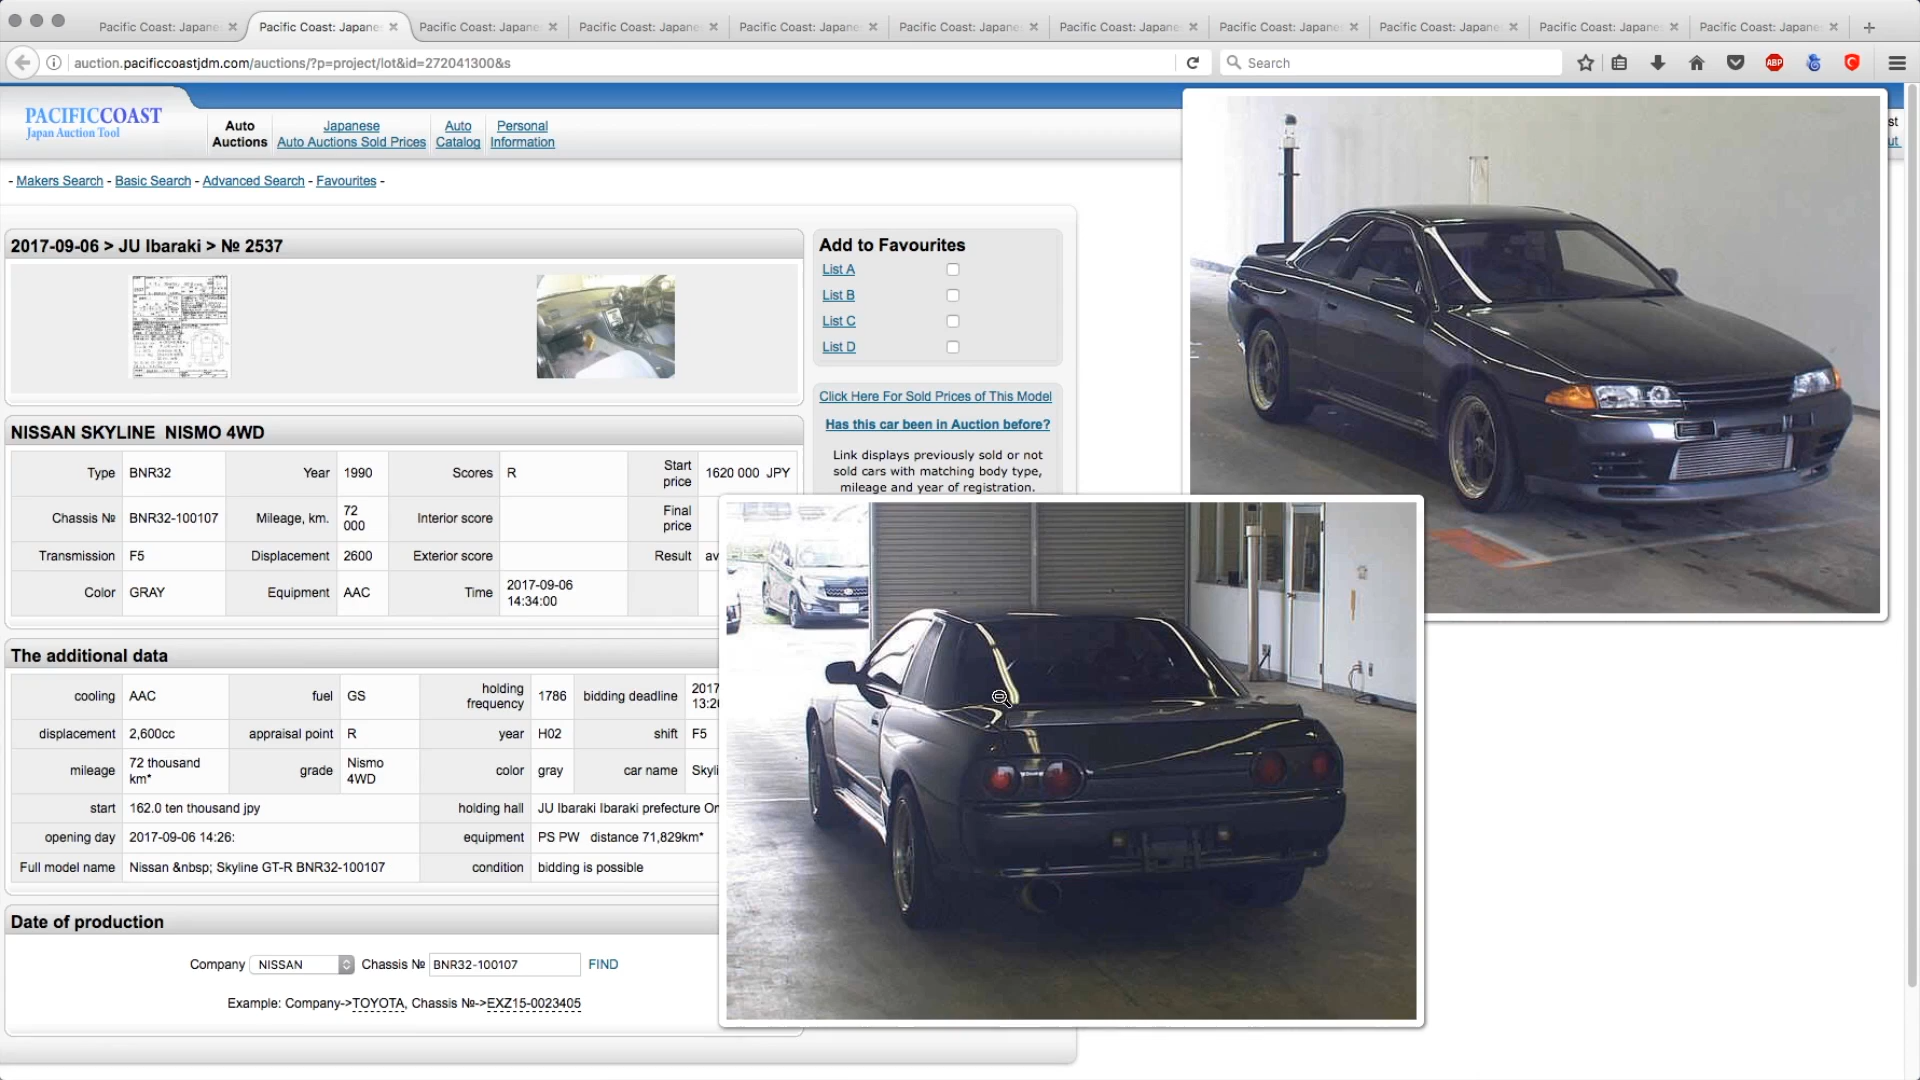 Pacific Coast: Japane
Pacific Coast: Japane
Pacific Coast: Japane
Pacific Coast: Japane
Pacific Coast: Japane
Pacific Coast: Japane
Pacific Coast: Japane
Pacific Coast: Japane
Pacific Coast: Japane
Pacific Coast: Japane
Pacific Coast: Japane
auction.pacificcoastjdm.com/auctions/?p=project/lot&id=272041300&s
Search
ABP
PACIFICCOAST
Japan Auction Tool
Auto Auctions
Japanese Auto Auctions Sold Prices
Auto Catalog
Personal Information
st
ut
- Makers Search - Basic Search - Advanced Search - Favourites -
2017-09-06 > JU Ibaraki > № 2537
Add to Favourites
List A
List B
List C
List D
Click Here For Sold Prices of This Model
Has this car been in Auction before?
Link displays previously sold or not
sold cars with matching body type,
mileage and year of registration.
NISSAN SKYLINE NISMO 4WD
Type BNR32 Year 1990 Scores R Start price 1620 000 JPY
Chassis № BNR32-100107 Mileage, km. 72 000 Interior score Final price
Transmission F5 Displacement 2600 Exterior score Result av
Color GRAY Equipment AAC Time 2017-09-06 14:34:00
The additional data
cooling AAC fuel GS holding frequency 1786 bidding deadline 2017 13:26
displacement 2,600cc appraisal point R year H02 shift F5
mileage 72 thousand km* grade Nismo 4WD color gray car name Skyli
start 162.0 ten thousand jpy holding hall JU Ibaraki Ibaraki prefecture Or
opening day 2017-09-06 14:26: equipment PS PW distance 71,829km*
Full model name Nissan &nbsp; Skyline GT-R BNR32-100107 condition bidding is possible
Date of production
Company NISSAN Chassis № BNR32-100107 FIND
Example: Company->TOYOTA, Chassis №->EXZ15-0023405